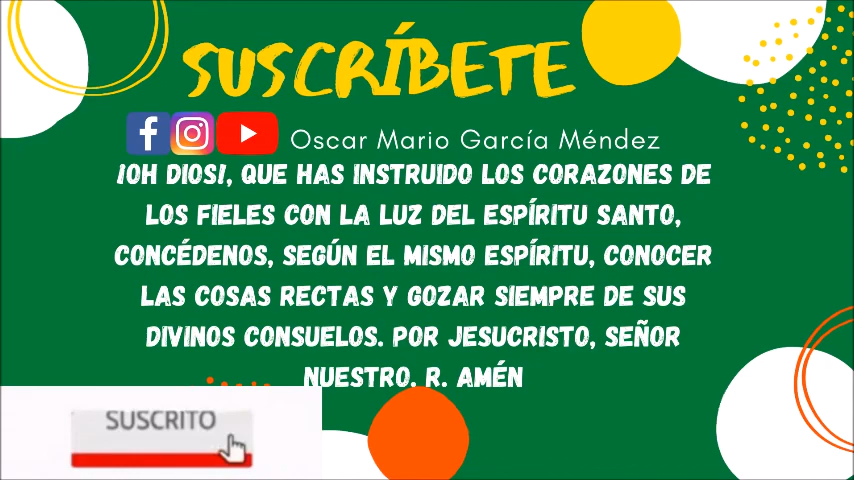 SUSCRÍBETE
Oscar Mario García Méndez
¡OH DIOS!, QUE HAS INSTRUIDO LOS CORAZONES DE
LOS FIELES CON LA LUZ DEL ESPÍRITU SANTO,
CONCÉDENOS, SEGÚN EL MISMO ESPÍRITU, CONOCER
LAS COSAS RECTAS Y GOZAR SIEMPRE DE SUS
DIVINOS CONSUELOS. POR JESUCRISTO, SEÑOR
NUESTRO. R. AMÉN
SUSCRITO